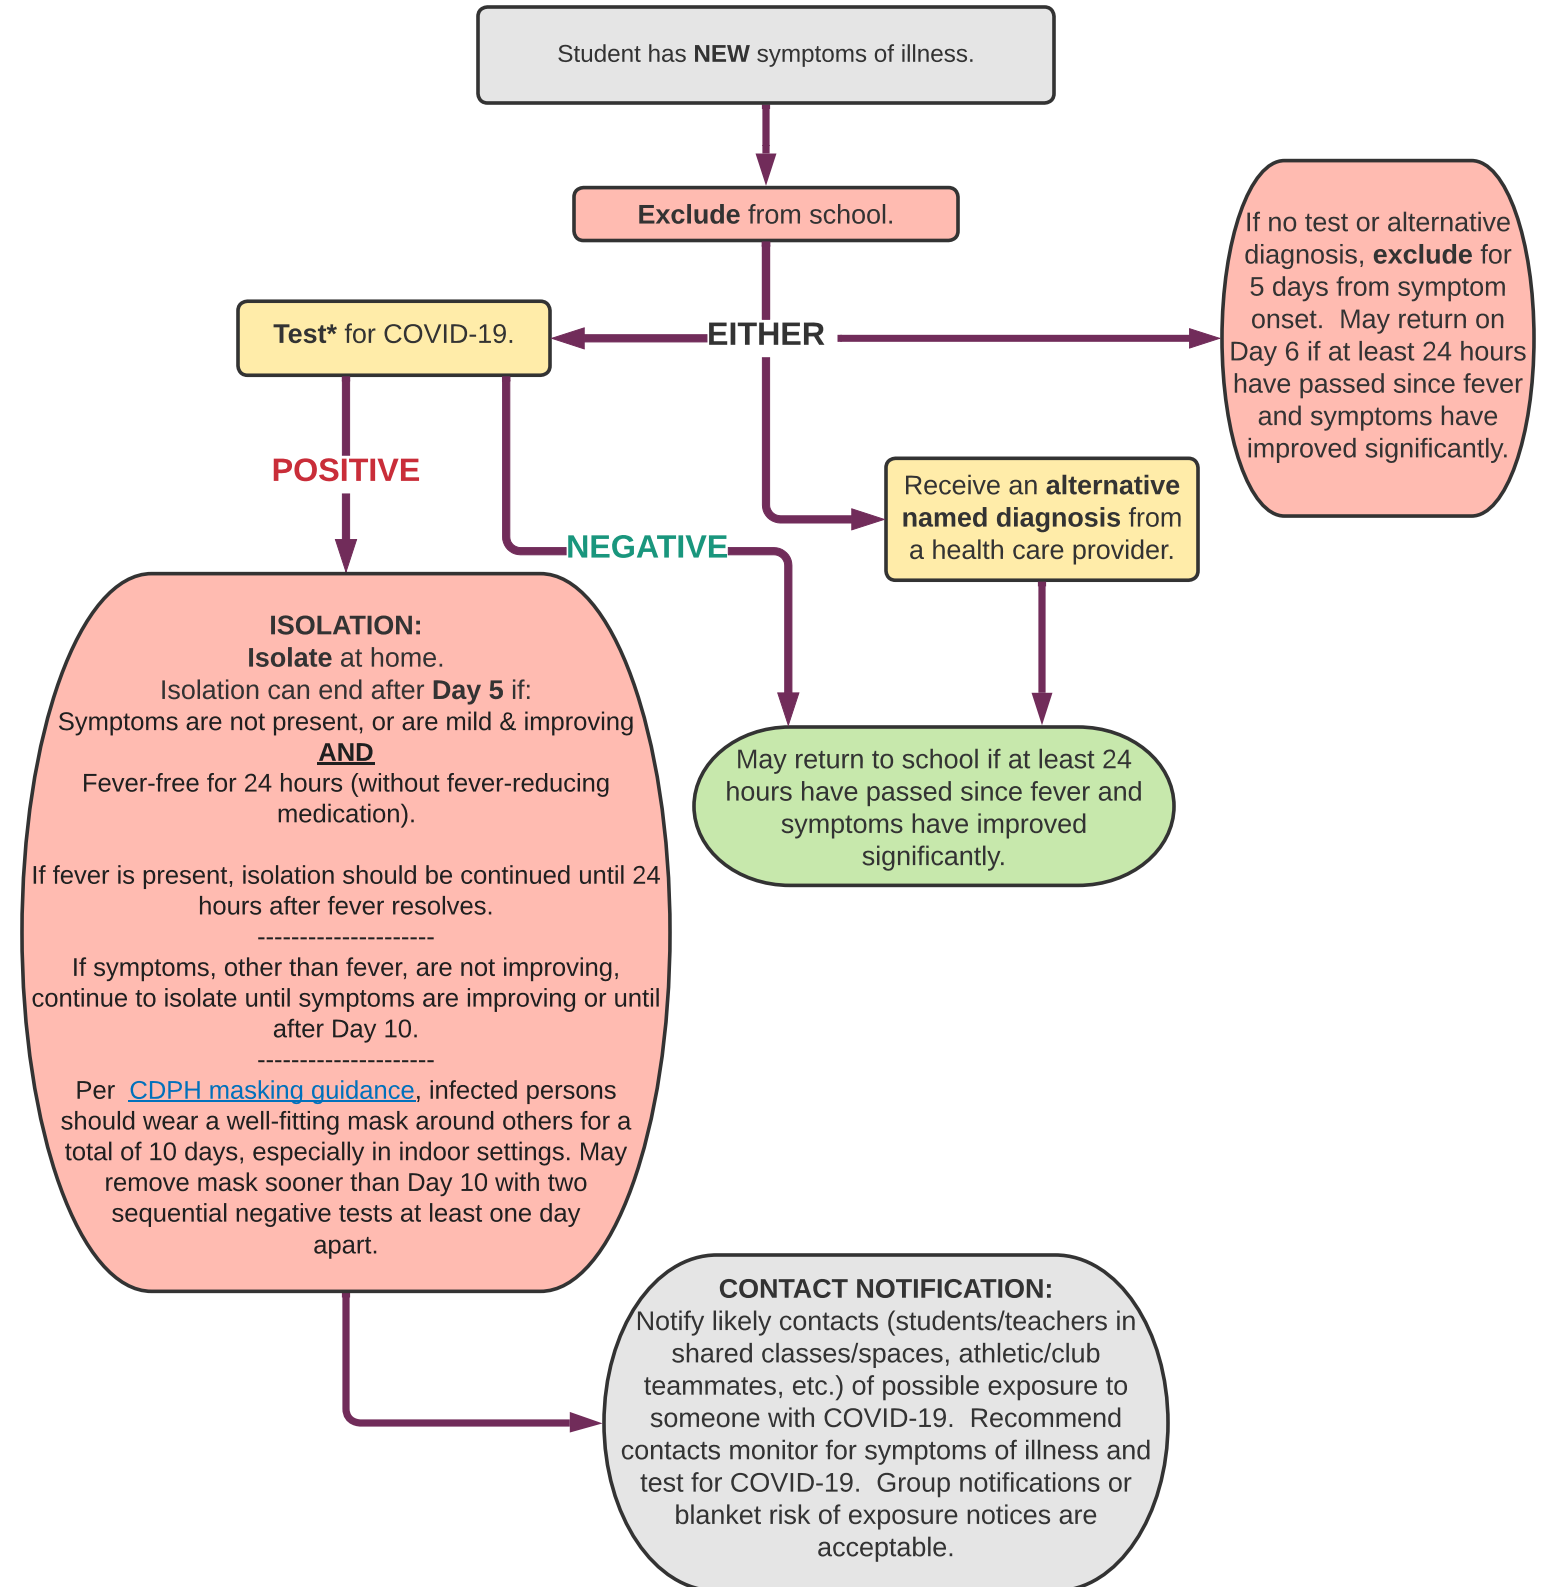 Student has NEW symptoms of illness.
Exclude from school.
If no test or alternative
diagnosis, exclude for
5 days from symptom
onset.  May return on
Day 6 if at least 24 hours
have passed since fever
and symptoms have
improved significantly.
Test* for COVID-19.
EITHER
POSITIVE
NEGATIVE
Receive an alternative
named diagnosis from
a health care provider.
ISOLATION:
Isolate at home.
Isolation can end after Day 5 if:
Symptoms are not present, or are mild & improving
AND
Fever-free for 24 hours (without fever-reducing
medication).
If fever is present, isolation should be continued until 24
hours after fever resolves.
---------------------
If symptoms, other than fever, are not improving,
continue to isolate until symptoms are improving or until
after Day 10.
---------------------
Per  CDPH masking guidance, infected persons
should wear a well-fitting mask around others for a
total of 10 days, especially in indoor settings. May
remove mask sooner than Day 10 with two
sequential negative tests at least one day
apart.
May return to school if at least 24
hours have passed since fever and
symptoms have improved
significantly.
CONTACT NOTIFICATION:
Notify likely contacts (students/teachers in
shared classes/spaces, athletic/club
teammates, etc.) of possible exposure to
someone with COVID-19.  Recommend
contacts monitor for symptoms of illness and
test for COVID-19.  Group notifications or
blanket risk of exposure notices are
acceptable.